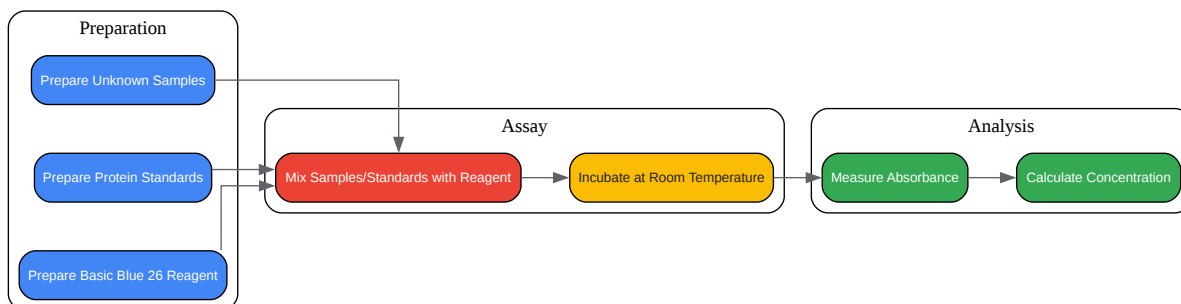 Preparation
Prepare Unknown Samples
Prepare Protein Standards
Prepare Basic Blue 26 Reagent
Assay
Mix Samples/Standards with Reagent
Incubate at Room Temperature
Analysis
Measure Absorbance
Calculate Concentration